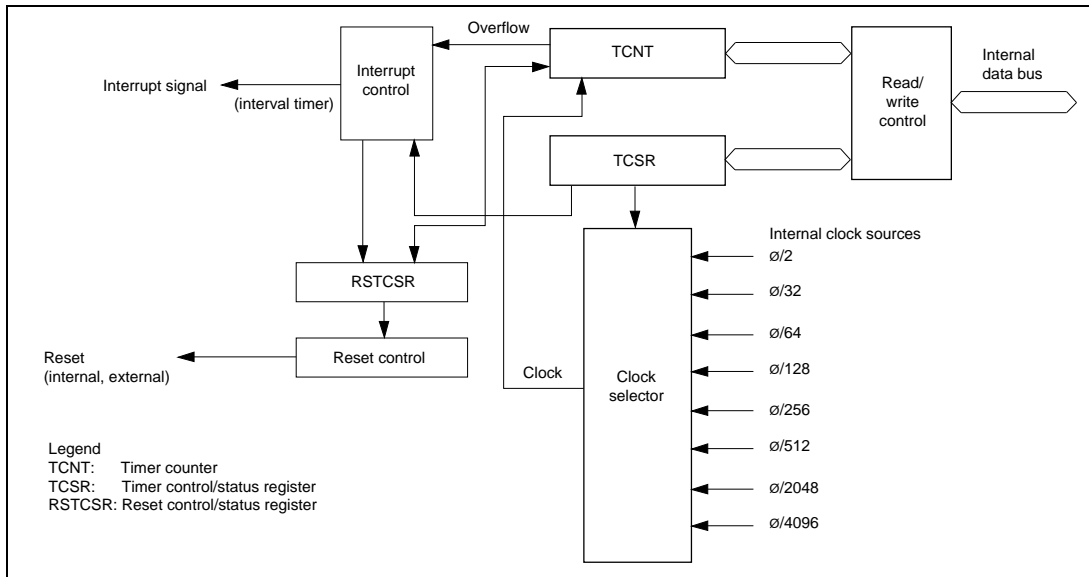 Overflow
TCNT
Interrupt
control
Interrupt signal
(interval timer)
Read/
write
control
Internal
data bus
TCSR
RSTCSR
Reset control
Reset
(internal, external)
Clock
Clock
selector
Internal clock sources
ø/2
ø/32
ø/64
ø/128
ø/256
ø/512
ø/2048
ø/4096
Legend
TCNT: Timer counter
TCSR: Timer control/status register
RSTCSR: Reset control/status register